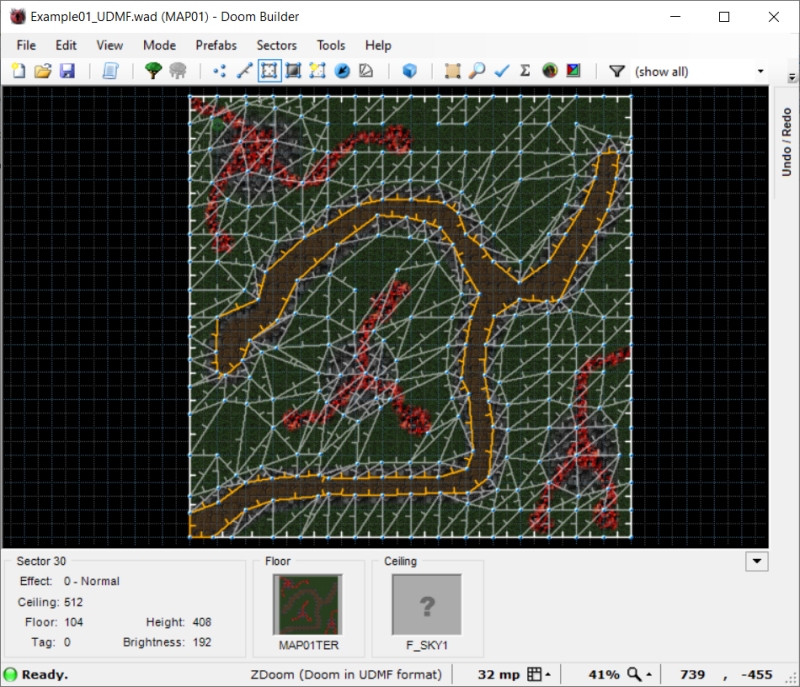 Example01_UDMF.wad (MAP01) - Doom Builder
File Edit View Mode Prefabs Sectors Tools Help
Σ (show all)
Undo / Redo
Sector 30
Effect: 0 - Normal
Ceiling: 512
Floor: 104 Height: 408
Tag: 0 Brightness: 192
Floor
MAP01TER
Ceiling
?
F_SKY1
Ready. ZDoom (Doom in UDMF format) 32 mp 41% 739 , -455